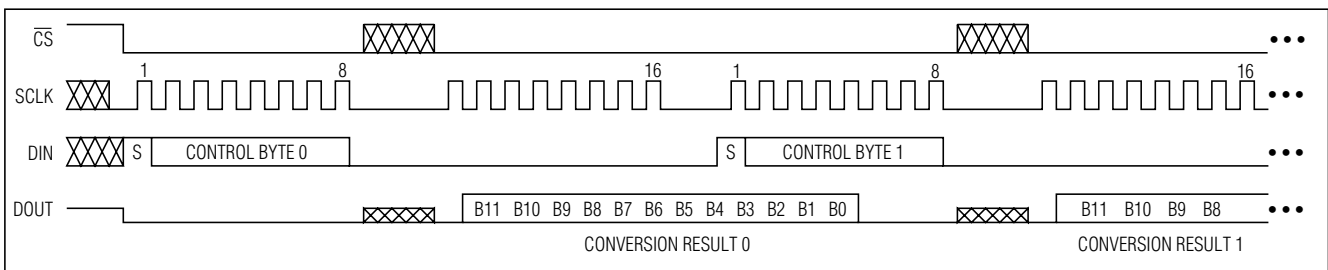 CS •••
1 8 16 1 8 16
SCLK •••
DIN S CONTROL BYTE 0 S CONTROL BYTE 1 •••
DOUT B11 B10 B9 B8 B7 B6 B5 B4 B3 B2 B1 B0 B11 B10 B9 B8 •••
CONVERSION RESULT 0 CONVERSION RESULT 1